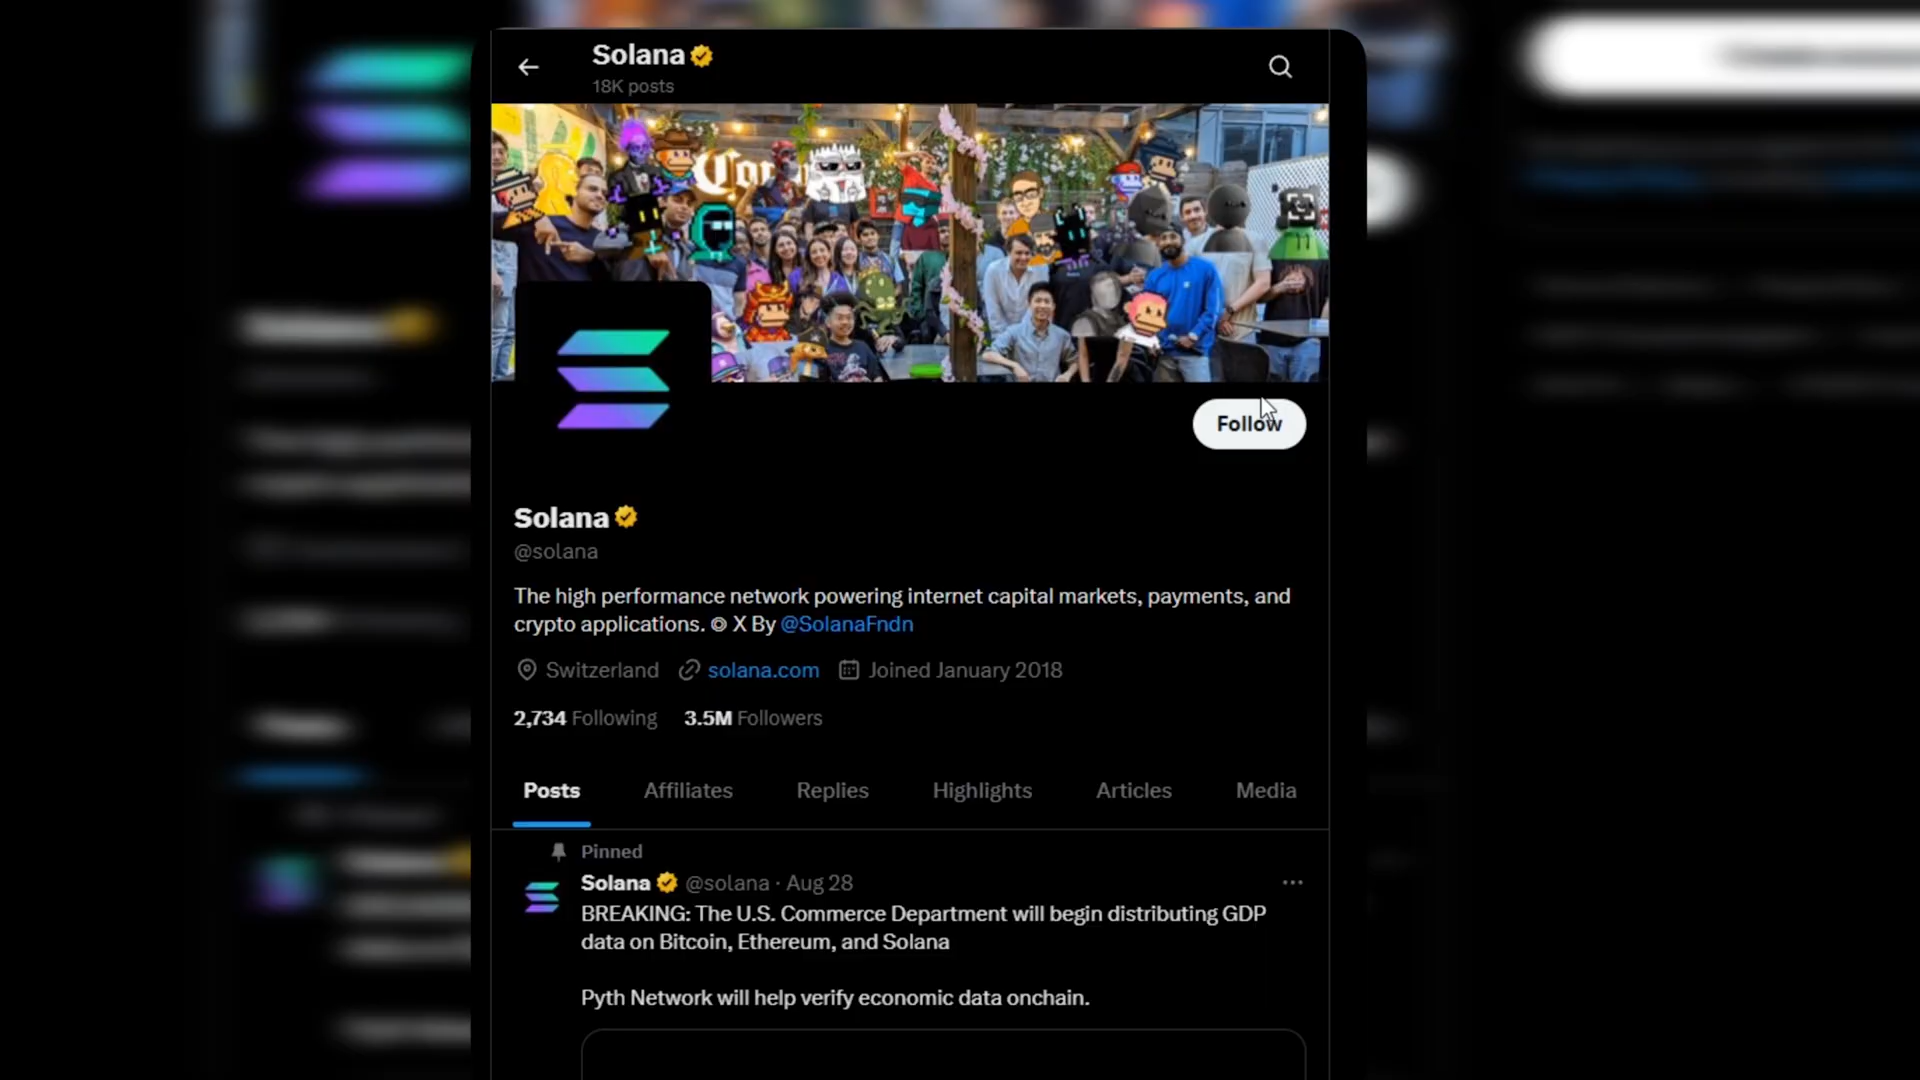 Solana
18K posts
Follow
Solana
@solana
The high performance network powering internet capital markets, payments, and
crypto applications. ◎ X By @SolanaFndn
Switzerland solana.com Joined January 2018
2,734 Following 3.5M Followers
Posts Affiliates Replies Highlights Articles Media
Pinned
Solana @solana · Aug 28
BREAKING: The U.S. Commerce Department will begin distributing GDP
data on Bitcoin, Ethereum, and Solana
Pyth Network will help verify economic data onchain.